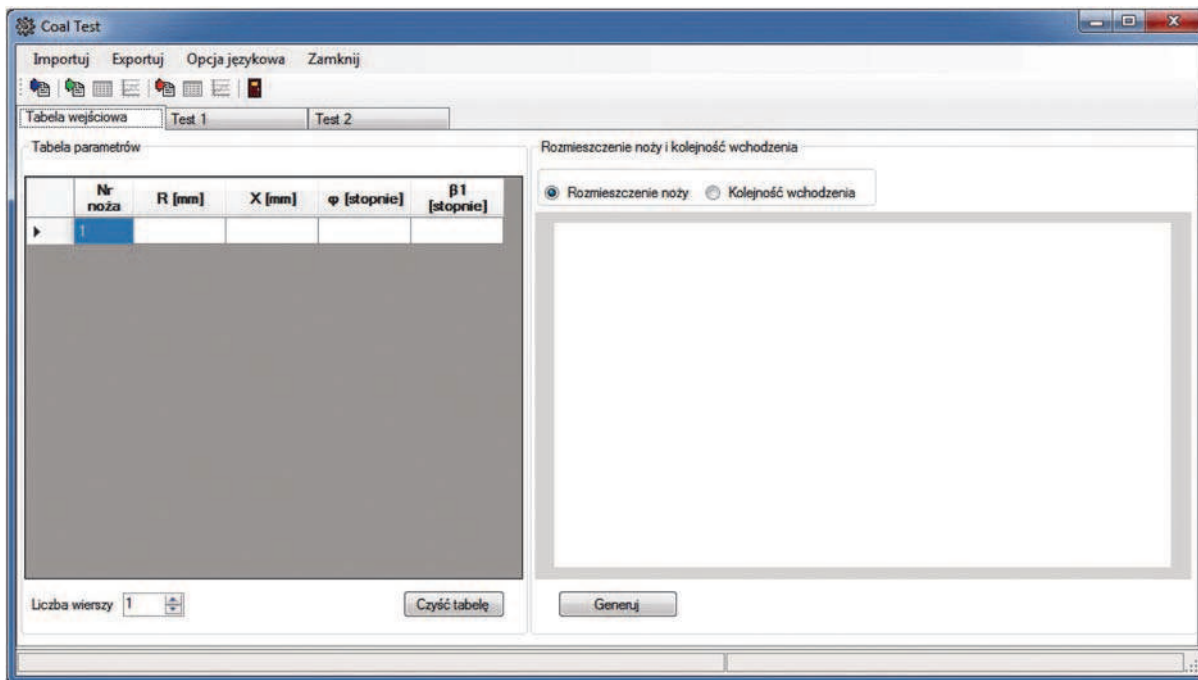 Coal Test
Importuj Exportuj Opcja językowa Zamknij
Tabela wejściowa Test 1 Test 2
Tabela parametrów
Nr noża R [mm] X [mm] φ [stopnie] β1 [stopnie]
1
Liczba wierszy 1 Czyść tabelę
Rozmieszczenie noży i kolejność wchodzenia
Rozmieszczenie noży Kolejność wchodzenia
Generuj